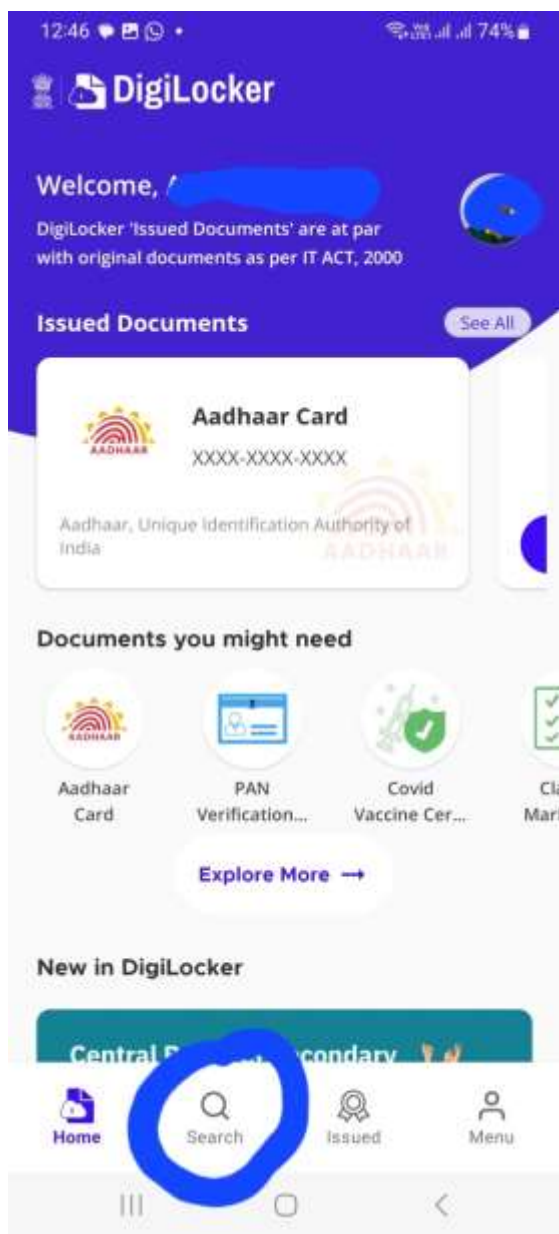 12:46
74%
DigiLocker
Welcome,
DigiLocker 'Issued Documents' are at par
with original documents as per IT ACT, 2000
Issued Documents
See All
Aadhaar Card
AADHAAR
XXXX-XXXX-XXXX
Aadhaar, Unique Identification Authority of
India
AADHAAR
Documents you might need
AADHAAR
Aadhaar
Card
PAN
Verification...
Covid
Vaccine Cer...
Explore More →
New in DigiLocker
Central
Home
Search
Issued
Menu